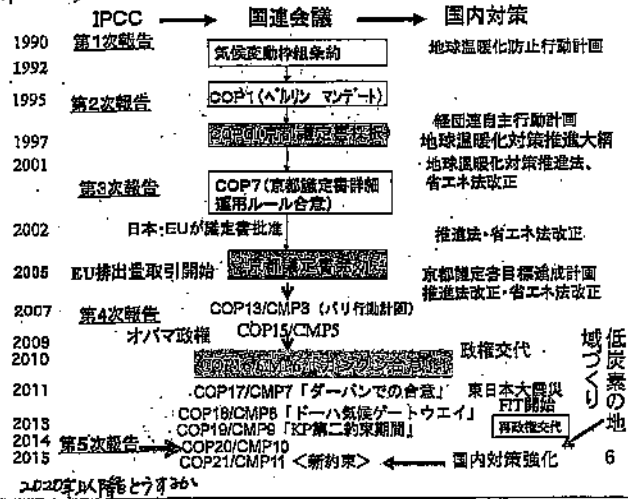 IPCC → 国連会議 → 国内対策
1990 第1次報告 地球温暖化防止行動計画
気候変動枠組条約
1992
1995 第2次報告 COP1(ベルリン マンデート)
経団連自主行動計画
1997 地球温暖化対策推進大綱
2001 地球温暖化対策推進法、
省エネ法改正
第3次報告 COP7(京都議定書詳細
運用ルール合意)
2002 日本・EUが議定書批准 推進法・省エネ法改正
2005 EU排出量取引開始 京都議定書目標達成計画
推進法改正・省エネ法改正
2007 第4次報告 COP13/CMP3 (バリ行動計画)
オバマ政権 COP15/CMP5
2009 政権交代
2010
2011 COP17/CMP7「ダーバンでの合意」 東日本大震災
FIT開始
COP18/CMP8「ドーハ気候ゲートウエイ」
2013 COP19/CMP9「KP第二約束期間」 再政権交代
2014 第5次報告 COP20/CMP10
2015 COP21/CMP11 <新約束> 国内対策強化 6
低炭素の地
域づくり
2020年以降をどうするか